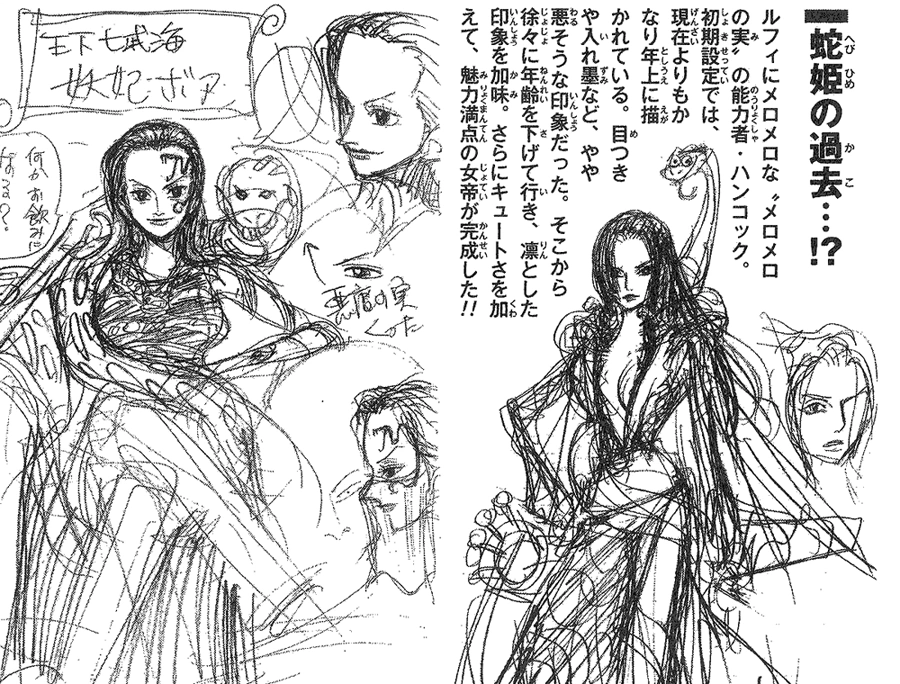 蛇姫の過去…!?
ルフィにメロメロな〝メロメロ
の実〟の能力者・ハンコック。
初期設定では、
現在よりもか
なり年上に描
かれている。目つき
や入れ墨など、やや
悪そうな印象だった。そこから
徐々に年齢を下げて行き、凛とした
印象を加味。さらにキュートさを加
えて、魅力満点の女帝が完成した!!
王下七武海
妖妃・ボア
何かお飲みに
なる?
悪魔の実
くった